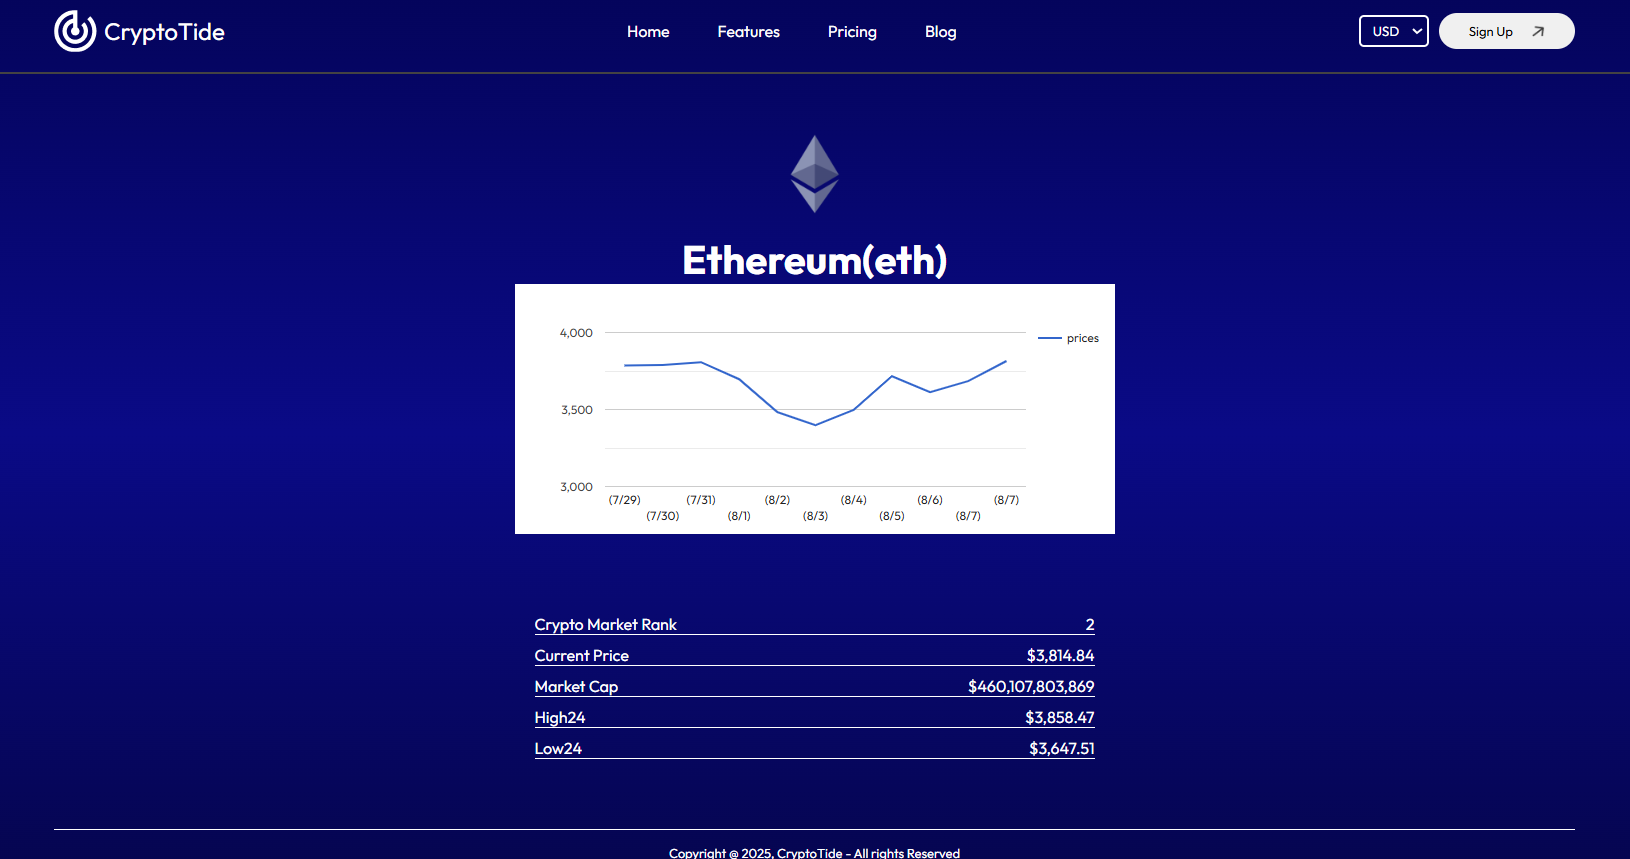 CryptoTide
Home Features Pricing Blog
USD
Sign Up
Ethereum(eth)
4,000
3,500
3,000
prices
(7/29) (7/31) (8/2) (8/4) (8/6) (8/7)
(7/30) (8/1) (8/3) (8/5) (8/7)
Crypto Market Rank 2
Current Price $3,814.84
Market Cap $460,107,803,869
High24 $3,858.47
Low24 $3,647.51
Copyright @ 2025, CryptoTide - All rights Reserved